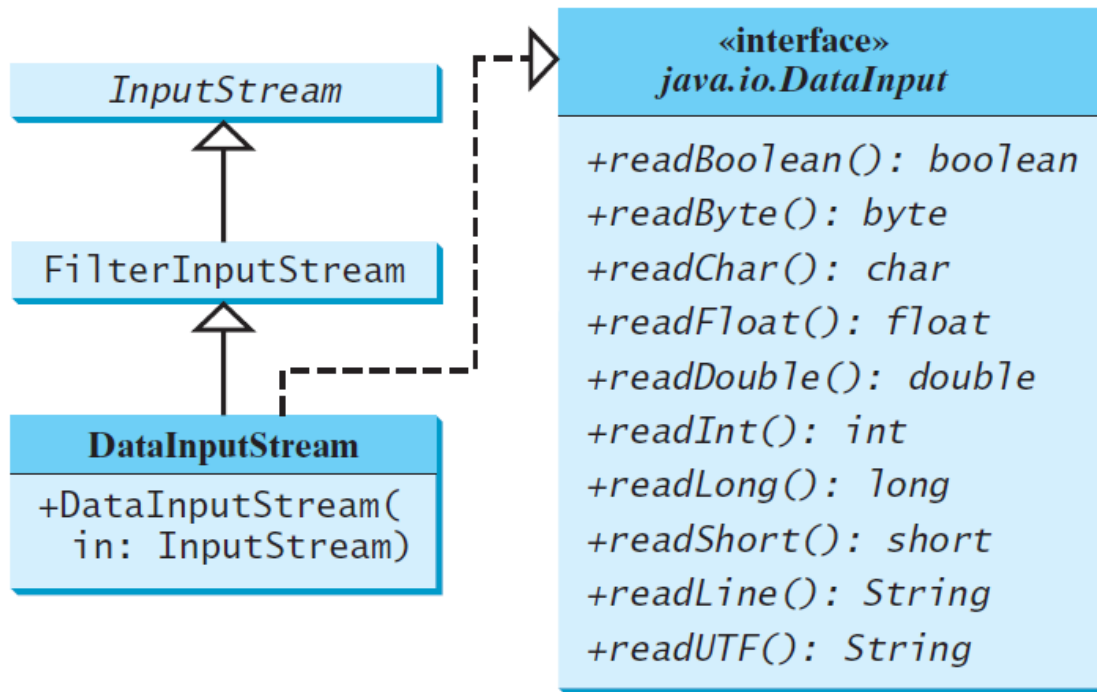 InputStream
FilterInputStream
DataInputStream
+DataInputStream(
in: InputStream)
«interface»
java.io.DataInput
+readBoolean(): boolean
+readByte(): byte
+readChar(): char
+readFloat(): float
+readDouble(): double
+readInt(): int
+readLong(): long
+readShort(): short
+readLine(): String
+readUTF(): String